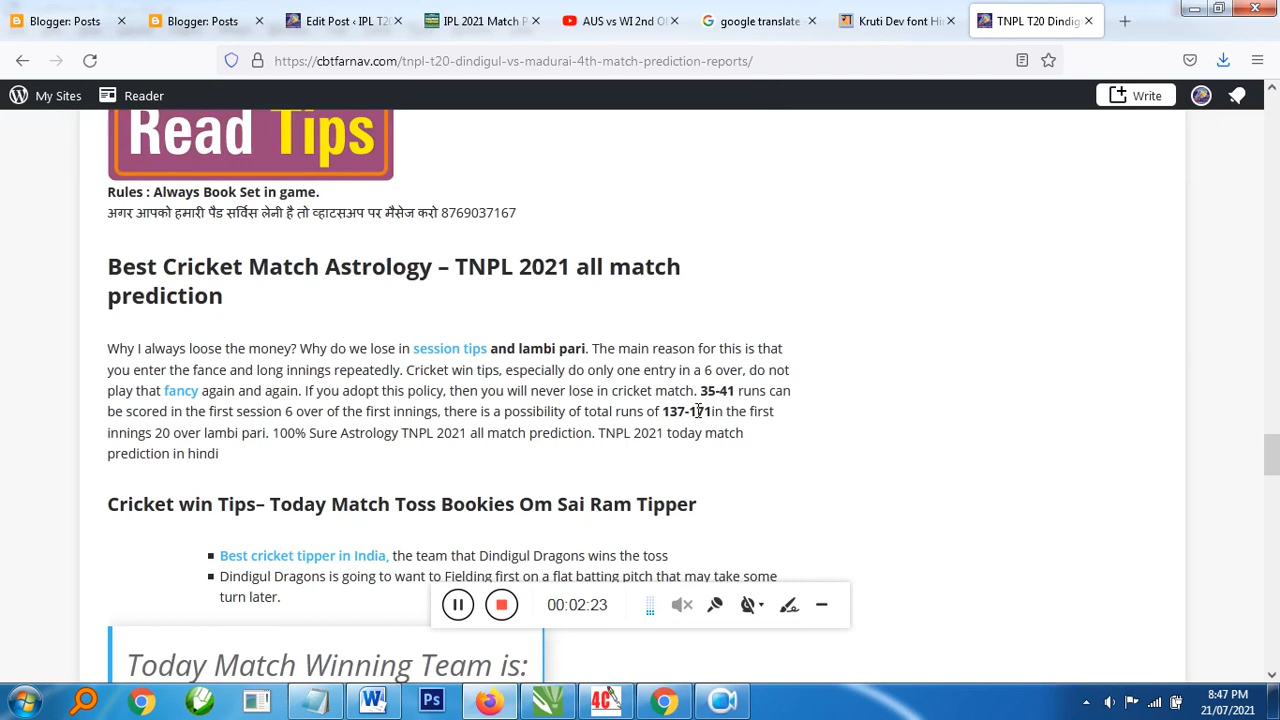 Blogger: Posts
Blogger: Posts
Edit Post ‹ IPL T2
IPL 2021 Match P
AUS vs WI 2nd O
google translate
Kruti Dev font Hi
TNPL T20 Dindig
https://cbtfarnav.com/tnpl-t20-dindigul-vs-madurai-4th-match-prediction-reports/
My Sites
Reader
Write
Read Tips
Rules : Always Book Set in game.
अगर आपको हमारी पैड सर्विस लेनी है तो व्हाटसअप पर मैसेज करो 8769037167
Best Cricket Match Astrology – TNPL 2021 all match
prediction
Why I always loose the money? Why do we lose in session tips and lambi pari. The main reason for this is that
you enter the fance and long innings repeatedly. Cricket win tips, especially do only one entry in a 6 over, do not
play that fancy again and again. If you adopt this policy, then you will never lose in cricket match. 35-41 runs can
be scored in the first session 6 over of the first innings, there is a possibility of total runs of 137-171in the first
innings 20 over lambi pari. 100% Sure Astrology TNPL 2021 all match prediction. TNPL 2021 today match
prediction in hindi
Cricket win Tips– Today Match Toss Bookies Om Sai Ram Tipper
Best cricket tipper in India, the team that Dindigul Dragons wins the toss
Dindigul Dragons is going to want to Fielding first on a flat batting pitch that may take some
turn later.
00:02:23
Today Match Winning Team is:
Ps
4C
8:47 PM
21/07/2021